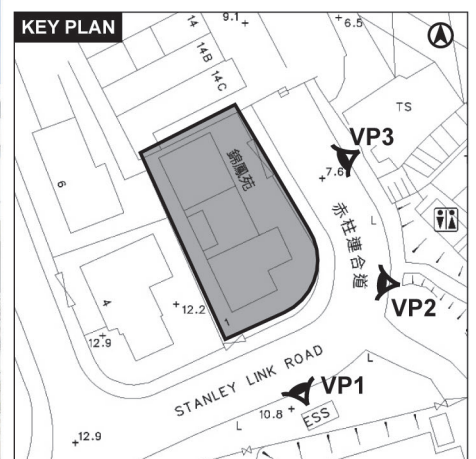 KEY PLAN
9.1
6.5
14
14B
14C
TS
VP3
7.6
錦鳳苑
6
赤柱連合道
L
VP2
4
12.2
1
12.9
STANLEY LINK ROAD
VP1
L
10.8
ESS
L
12.9